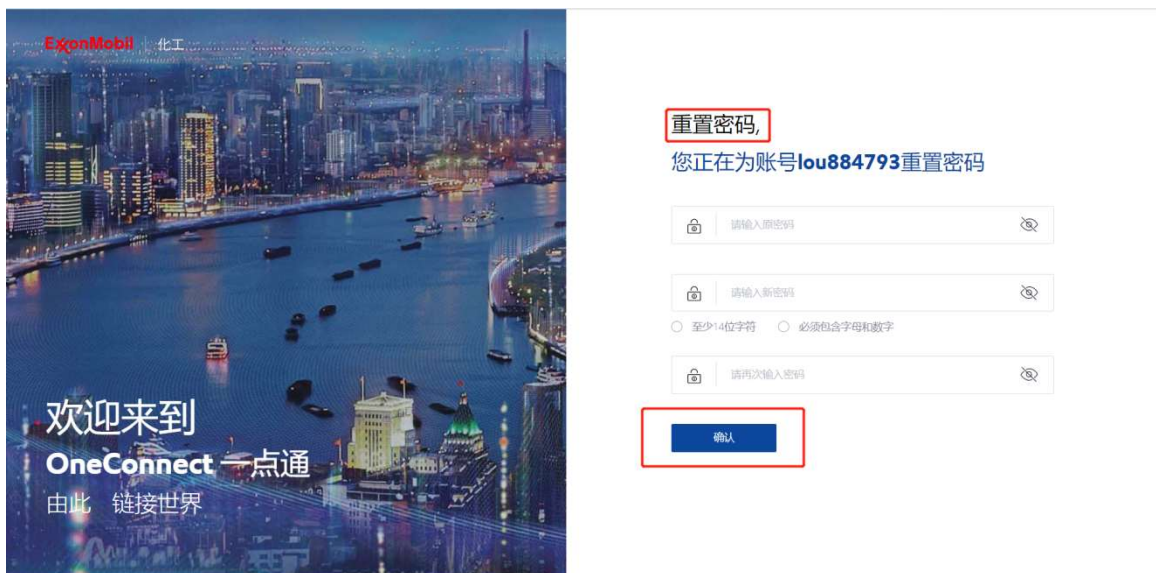 ExxonMobil 化工
欢迎来到
OneConnect 一点通
由此 链接世界
重置密码,
您正在为账号lou884793重置密码
请输入原密码
请输入新密码
至少14位字符 必须包含字母和数字
请再次输入密码
确认